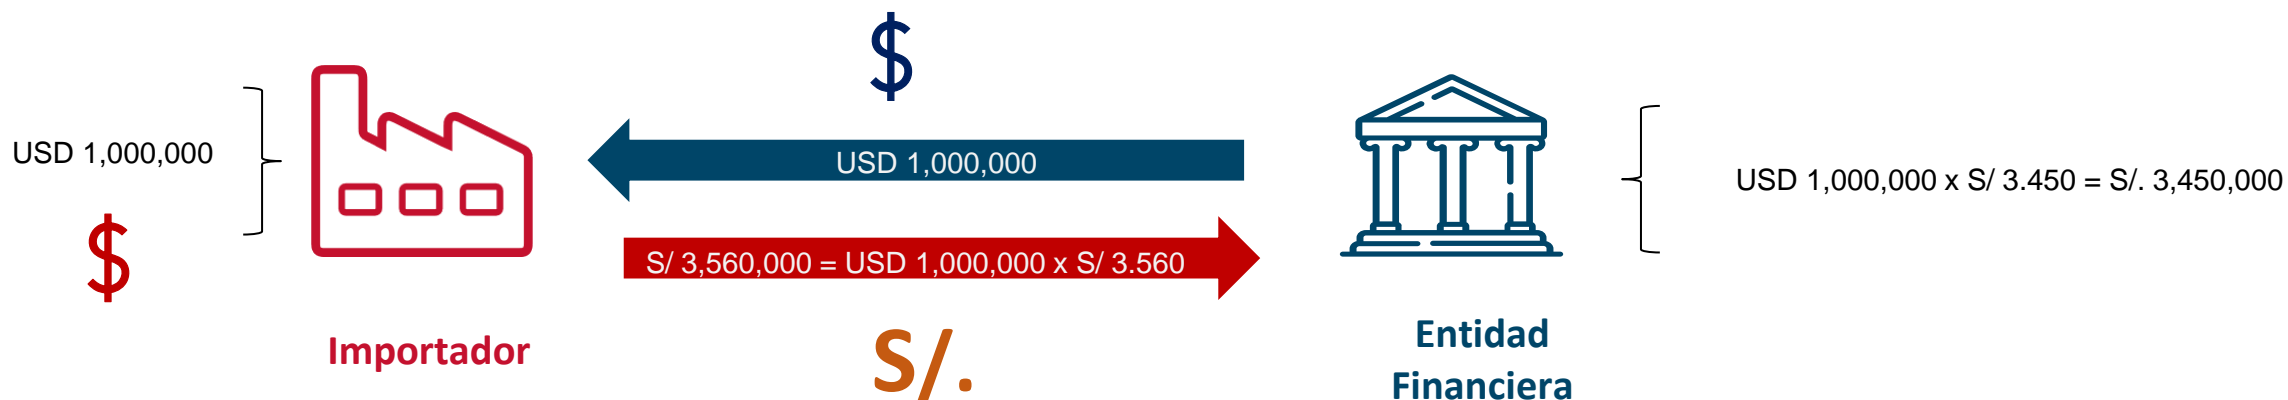 $
USD 1,000,000
USD 1,000,000
USD 1,000,000 x S/ 3.450 = S/. 3,450,000
$
S/ 3,560,000 = USD 1,000,000 x S/ 3.560
Importador
S/.
Entidad
Financiera